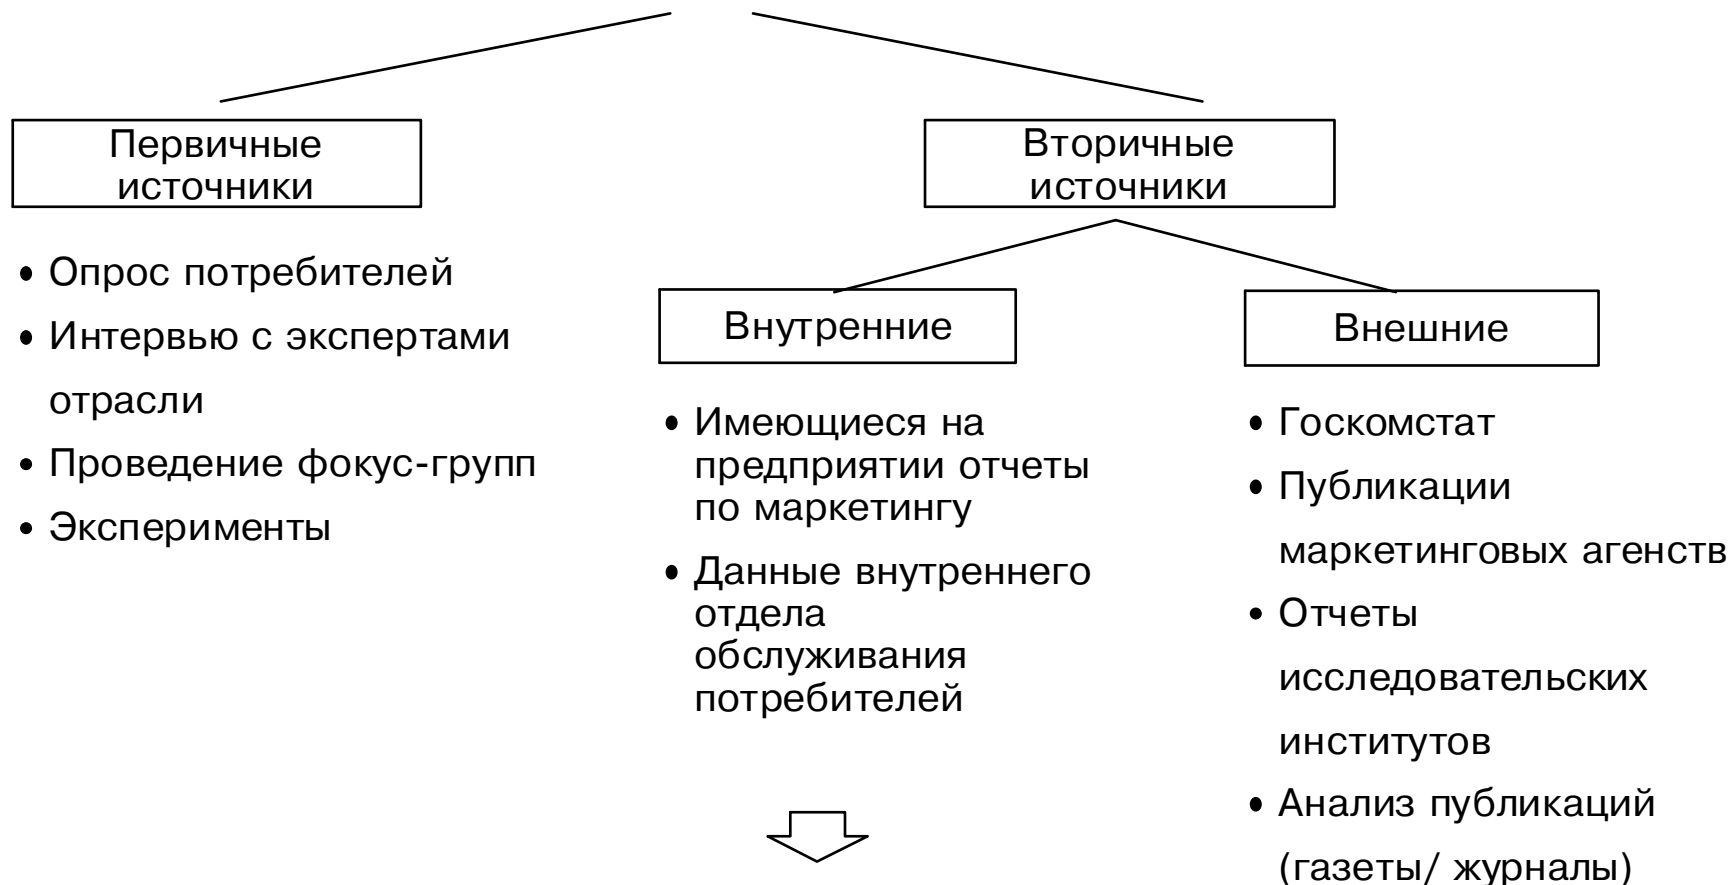 Первичные
источники
• Опрос потребителей
• Интервью с экспертами
отрасли
• Проведение фокус-групп
• Эксперименты
Вторичные
источники
Внутренние
• Имеющиеся на
предприятии отчеты
по маркетингу
• Данные внутреннего
отдела
обслуживания
потребителей
Внешние
• Госкомстат
• Публикации
маркетинговых агенств
• Отчеты
исследовательских
институтов
• Анализ публикаций
(газеты/ журналы)